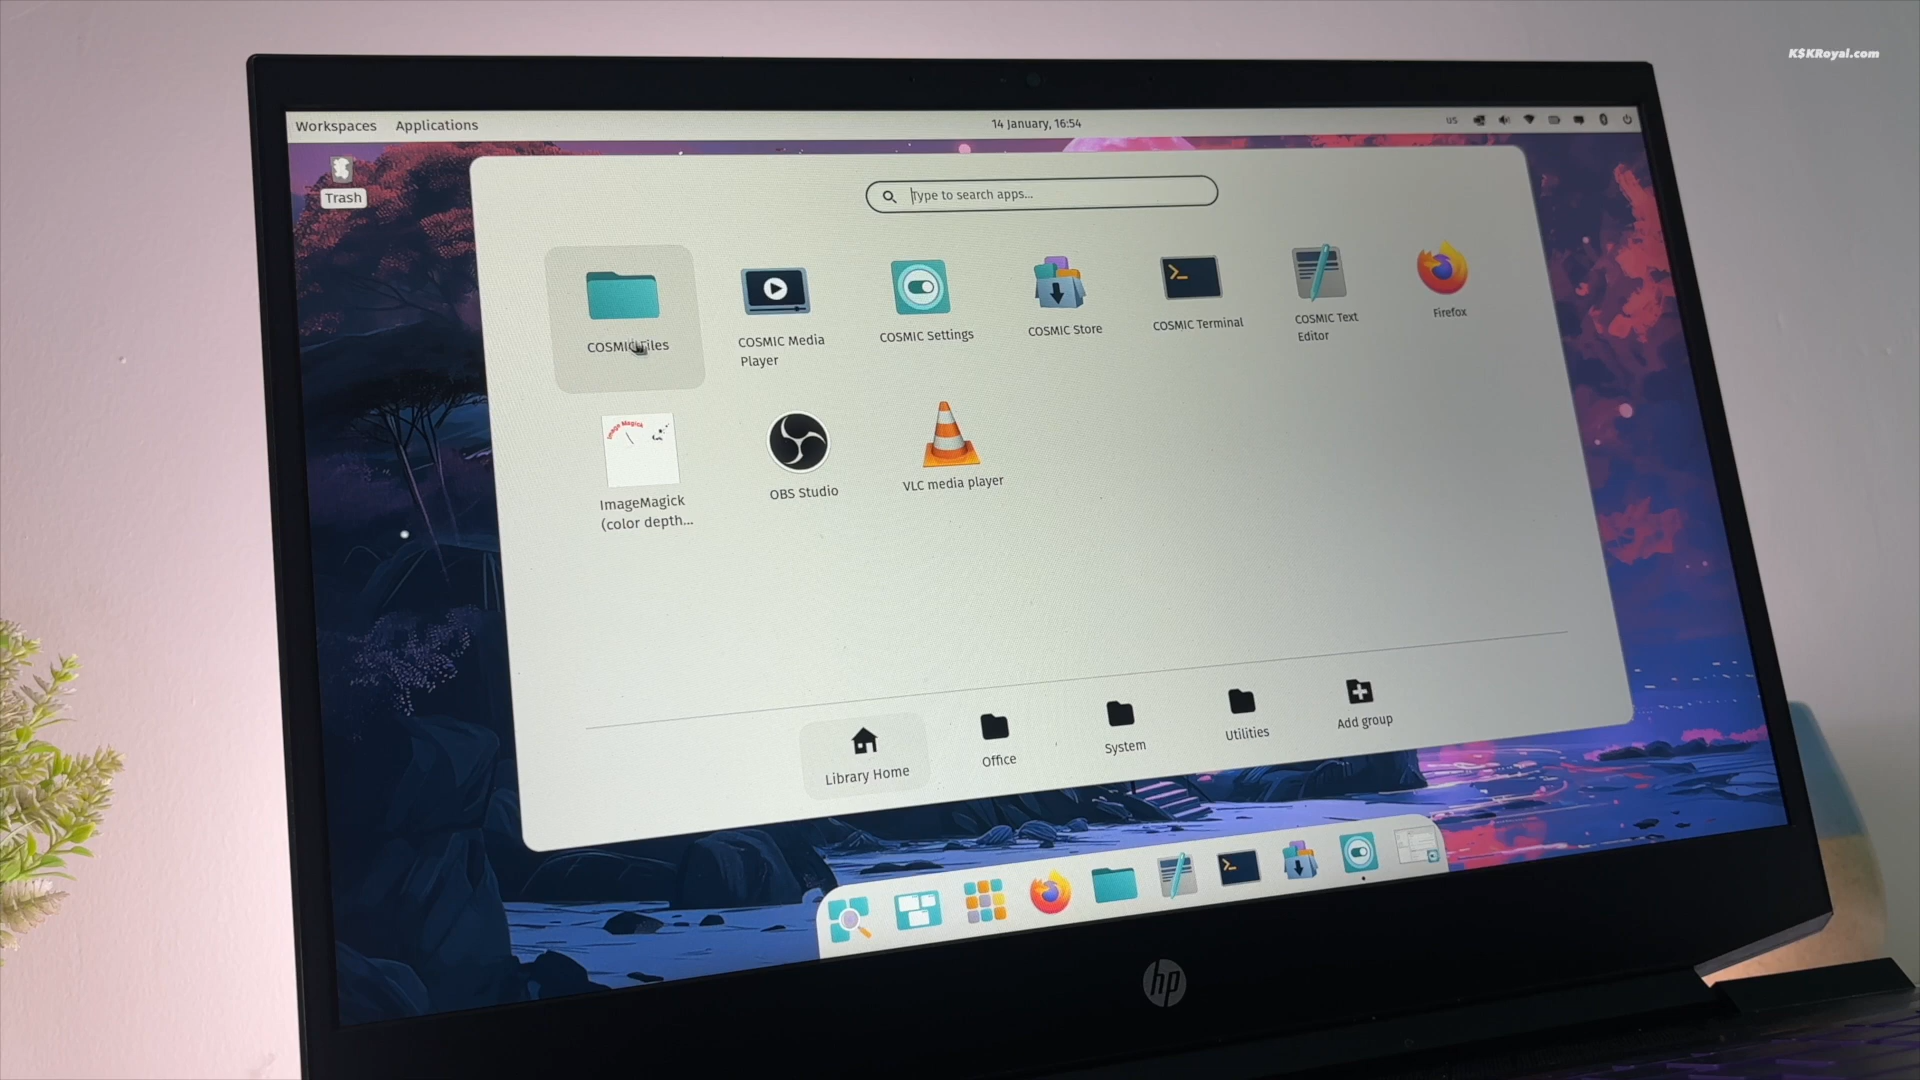 K$KRoyal.com
Workspaces Applications 14 January, 16:54 US
Trash
Type to search apps...
COSMIC Files
COSMIC Media
Player
COSMIC Settings
COSMIC Store
COSMIC Terminal
COSMIC Text
Editor
Firefox
Image Magick
ImageMagick
(color depth...
OBS Studio
VLC media player
Library Home
Office
System
Utilities
Add group
hp